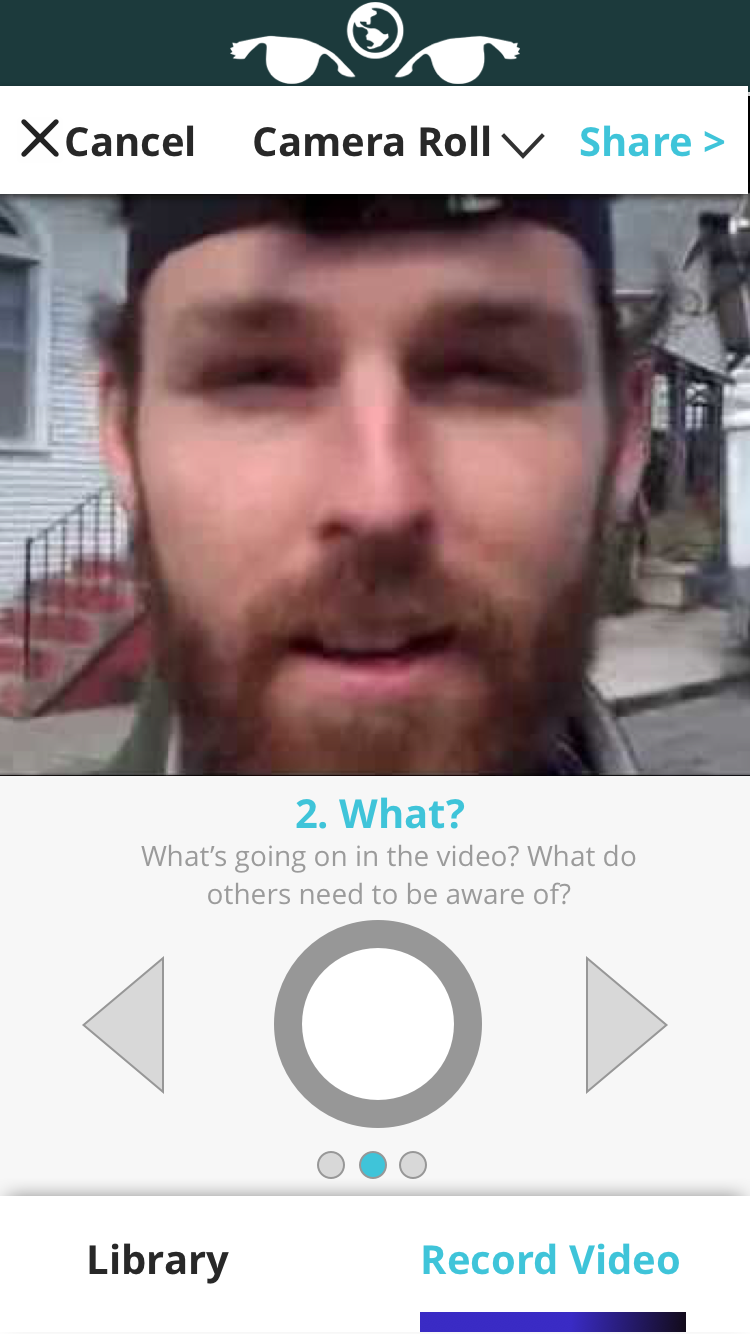 Cancel Camera Roll Share >
2. What?
What's going on in the video? What do
others need to be aware of?
Library Record Video